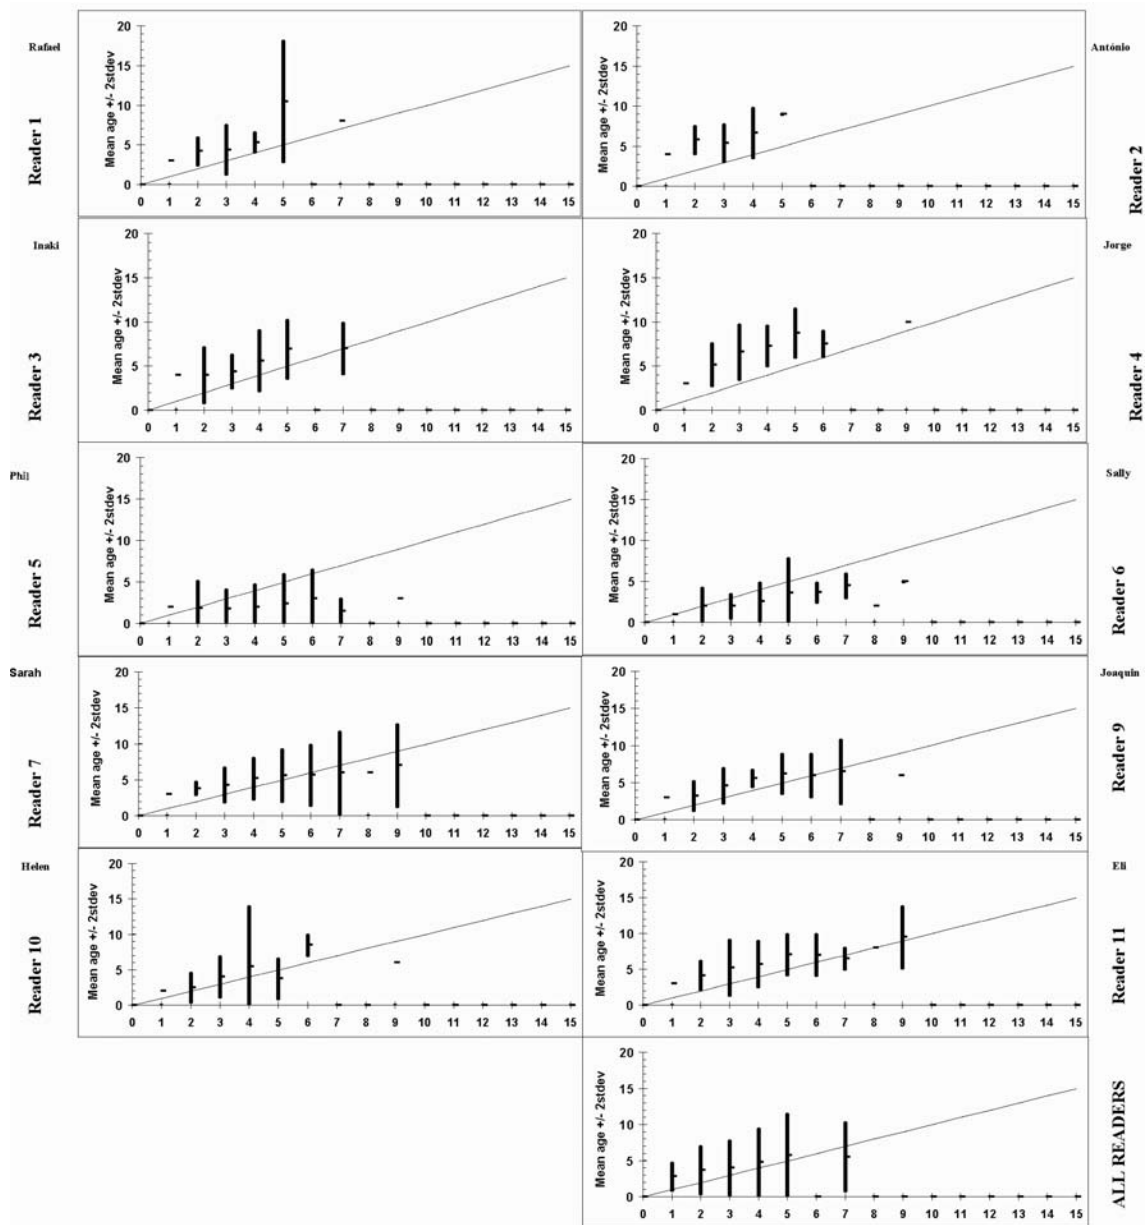 Rafael
Reader 1
Mean age +/- 2stdev
20
15
10
5
0
0 1 2 3 4 5 6 7 8 9 10 11 12 13 14 15
António
Reader 2
Mean age +/- 2stdev
20
15
10
5
0
0 1 2 3 4 5 6 7 8 9 10 11 12 13 14 15
Inaki
Reader 3
Mean age +/- 2stdev
20
15
10
5
0
0 1 2 3 4 5 6 7 8 9 10 11 12 13 14 15
Jorge
Reader 4
Mean age +/- 2stdev
20
15
10
5
0
0 1 2 3 4 5 6 7 8 9 10 11 12 13 14 15
Phil
Reader 5
Mean age +/- 2stdev
20
15
10
5
0
0 1 2 3 4 5 6 7 8 9 10 11 12 13 14 15
Sally
Reader 6
Mean age +/- 2stdev
20
15
10
5
0
0 1 2 3 4 5 6 7 8 9 10 11 12 13 14 15
Sarah
Reader 7
Mean age +/- 2stdev
20
15
10
5
0
0 1 2 3 4 5 6 7 8 9 10 11 12 13 14 15
Joaquin
Reader 9
Mean age +/- 2stdev
20
15
10
5
0
0 1 2 3 4 5 6 7 8 9 10 11 12 13 14 15
Helen
Reader 10
Mean age +/- 2stdev
20
15
10
5
0
0 1 2 3 4 5 6 7 8 9 10 11 12 13 14 15
Eli
Reader 11
Mean age +/- 2stdev
20
15
10
5
0
0 1 2 3 4 5 6 7 8 9 10 11 12 13 14 15
ALL READERS
Mean age +/- 2stdev
20
15
10
5
0
0 1 2 3 4 5 6 7 8 9 10 11 12 13 14 15